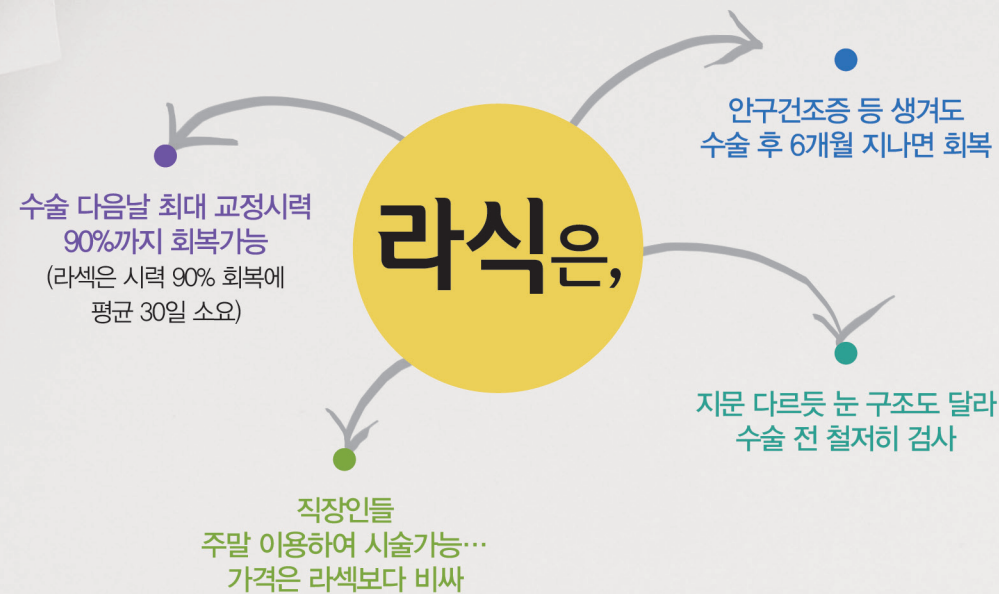 라식은,
수술 다음날 최대 교정시력
90%까지 회복가능
(라섹은 시력 90% 회복에
평균 30일 소요)
안구건조증 등 생겨도
수술 후 6개월 지나면 회복
지문 다르듯 눈 구조도 달라
수술 전 철저히 검사
직장인들
주말 이용하여 시술가능…
가격은 라섹보다 비싸